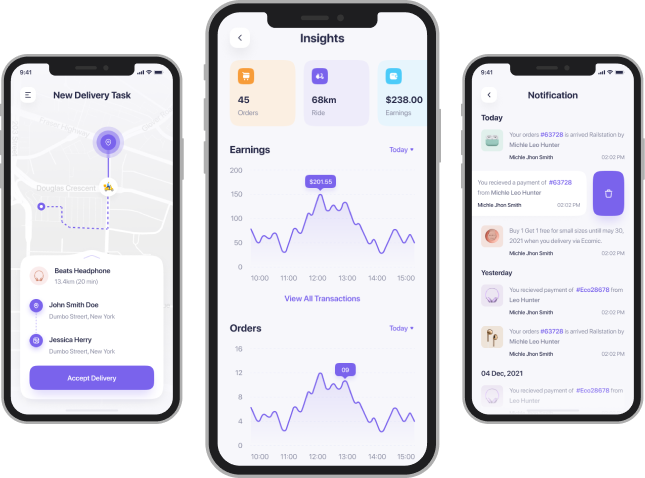 9:41
New Delivery Task
Douglas Crescent
Beats Headphone
13.4km (20 min)
John Smith Doe
Dumbo Street, New York
Jessica Herry
Dumbo Street, New York
Accept Delivery
Insights
45
Orders
68km
Ride
$238.00
Earnings
Earnings
Today
200
150
100
50
0
$201.55
10:00 11:00 12:00 13:00 14:00 15:00
View All Transactions
Orders
Today
16
12
8
4
0
09
10:00 11:00 12:00 13:00 14:00 15:00
9:41
Notification
Today
Your orders #63728 is arrived Railstation by
Michle Leo Hunter
Michle Jhon Smith 02:02 PM
You recieved a payment of #63728
from Michle Leo Hunter
Michle Jhon Smith 02:02 PM
Buy 1 Get 1 free for small sizes untill may 30,
2021 when you delivery via Ecomic.
Michle Jhon Smith 02:02 PM
Yesterday
You recieved payment of #Eco28678 from
Leo Hunter
Michle Jhon Smith 02:02 PM
Your orders #63728 is arrived Railstation by
Michle Leo Hunter
Michle Jhon Smith 02:02 PM
04 Dec, 2021
You recieved payment of #Eco28678 from
Leo Hunter